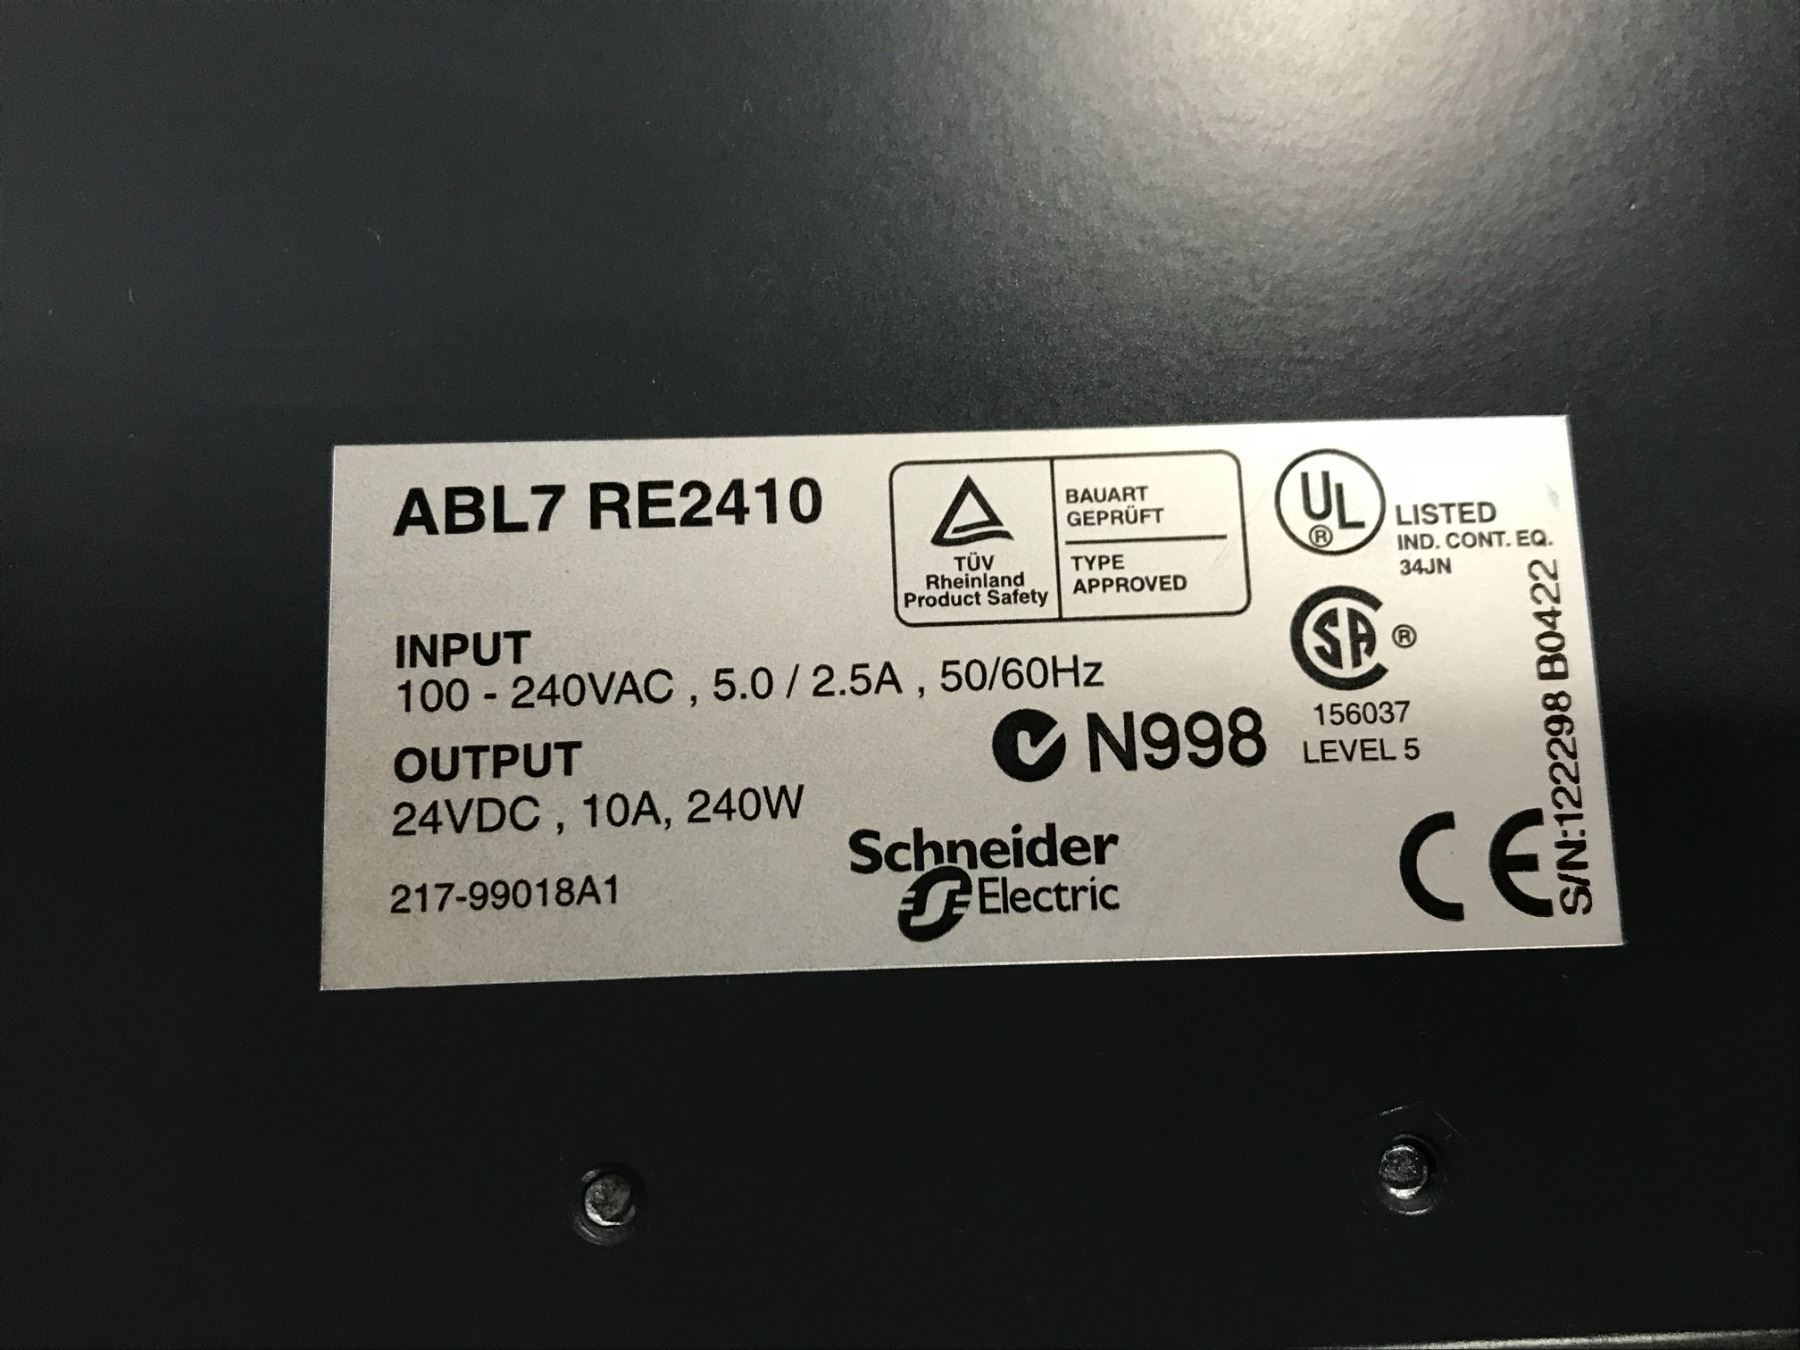 ABL7 RE2410
TÜV
Rheinland
Product Safety
BAUART
GEPRÜFT
TYPE
APPROVED
UL
®
LISTED
IND. CONT. EQ.
34JN
INPUT
100 - 240VAC , 5.0 / 2.5A , 50/60Hz
SA ®
156037
LEVEL 5
N998
OUTPUT
24VDC , 10A, 240W
217-99018A1
Schneider
Electric
CE
S/N:122298 B0422